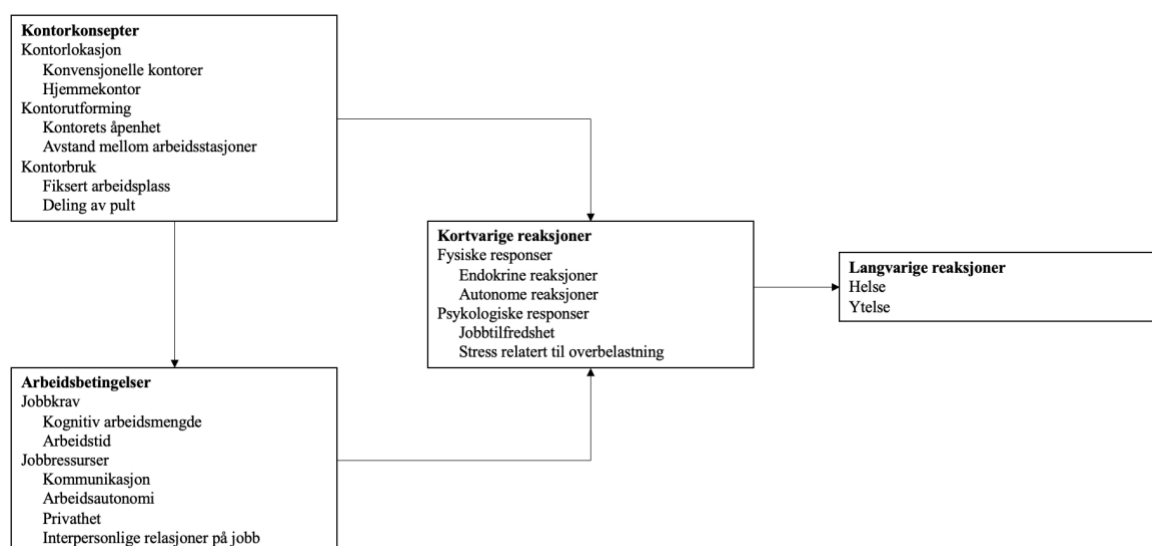 Kontorkonsepter
Kontorlokasjon
Konvensjonelle kontorer
Hjemmekontor
Kontorutforming
Kontorets åpenhet
Avstand mellom arbeidsstasjoner
Kontorbruk
Fiksert arbeidsplass
Deling av pult
Kortvarige reaksjoner
Fysiske responser
Endokrine reaksjoner
Autonome reaksjoner
Psykologiske responser
Jobbtilfredshet
Stress relatert til overbelastning
Langvarige reaksjoner
Helse
Ytelse
Arbeidsbetingelser
Jobbkrav
Kognitiv arbeidsmengde
Arbeidstid
Jobbressurser
Kommunikasjon
Arbeidsautonomi
Privathet
Interpersonlige relasjoner på jobb